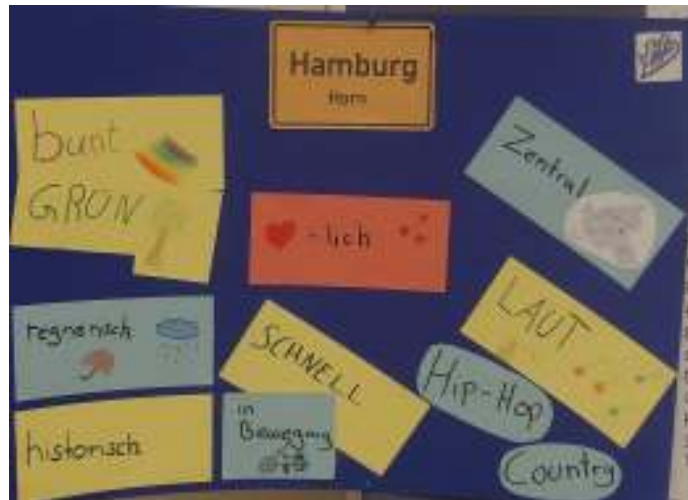 Hamburg
Horn
bunt
GRÜN
Zentral
-lich
LAUT
regnerisch
SCHNELL
Hip-Hop
historisch
in
Bewegung
Country